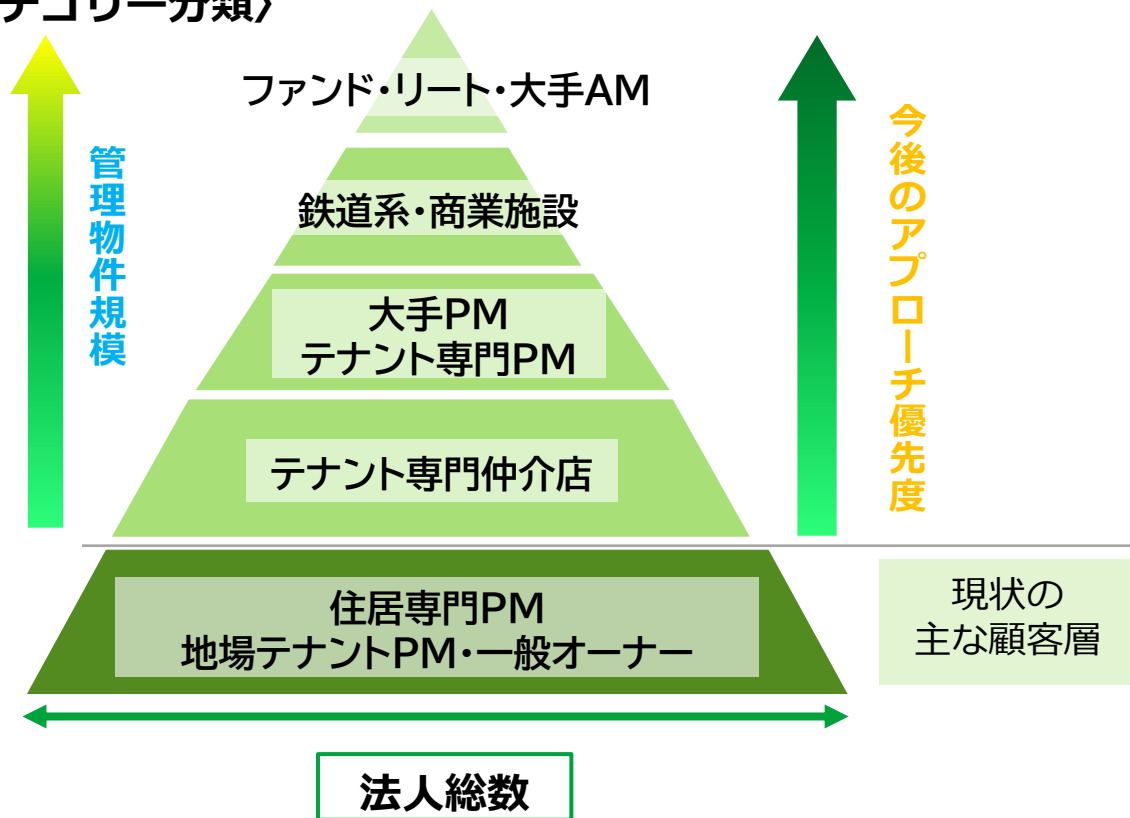 テゴリー分類〉
ファンド・リート・大手AM
管理物件規模
今後のアプローチ優先度
鉄道系・商業施設
大手PM
テナント専門PM
テナント専門仲介店
住居専門PM
地場テナントPM・一般オーナー
現状の
主な顧客層
法人総数